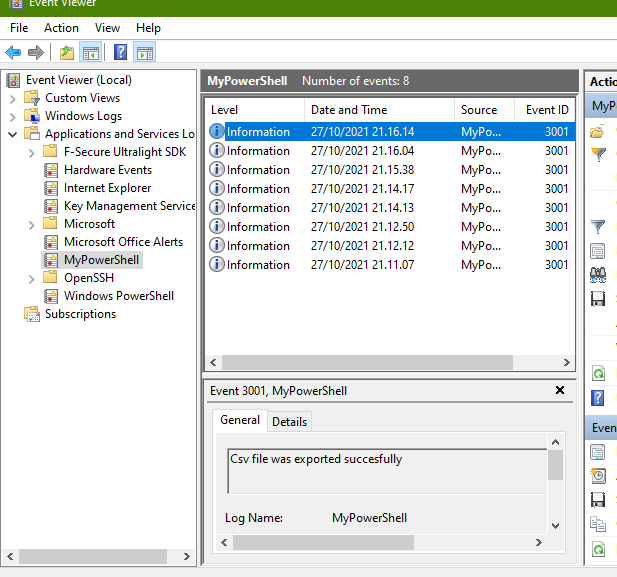 Event Viewer
File Action View Help
Event Viewer (Local)
Custom Views
Windows Logs
Applications and Services Lo
F-Secure Ultralight SDK
Hardware Events
Internet Explorer
Key Management Service
Microsoft
Microsoft Office Alerts
MyPowerShell
OpenSSH
Windows PowerShell
Subscriptions
MyPowerShell Number of events: 8
Level Date and Time Source Event ID
Information 27/10/2021 21.16.14 MyPo... 3001
Information 27/10/2021 21.16.04 MyPo... 3001
Information 27/10/2021 21.15.38 MyPo... 3001
Information 27/10/2021 21.14.17 MyPo... 3001
Information 27/10/2021 21.14.13 MyPo... 3001
Information 27/10/2021 21.12.50 MyPo... 3001
Information 27/10/2021 21.12.12 MyPo... 3001
Information 27/10/2021 21.11.07 MyPo... 3001
Event 3001, MyPowerShell
General Details
Csv file was exported succesfully
Log Name: MyPowerShell
Actio
MyP
Even